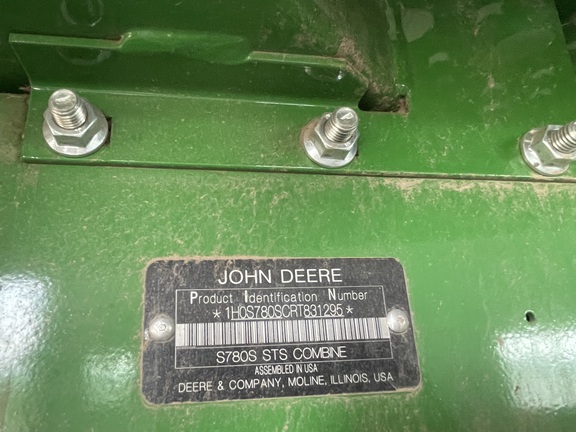 JOHN DEERE
Product Identification Number
*1H0S780SCRT831295*
S780S STS COMBINE
ASSEMBLED IN USA
DEERE & COMPANY, MOLINE, ILLINOIS, USA